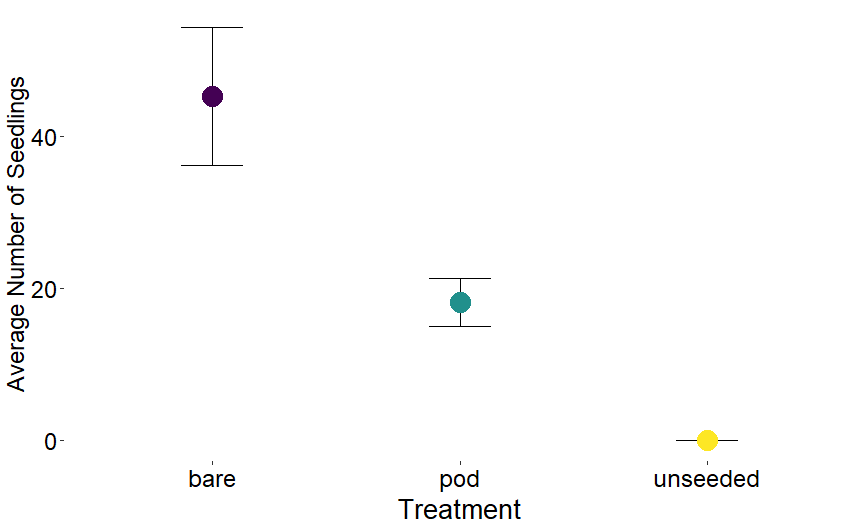 Average Number of Seedlings
40
20
0
bare pod unseeded
Treatment